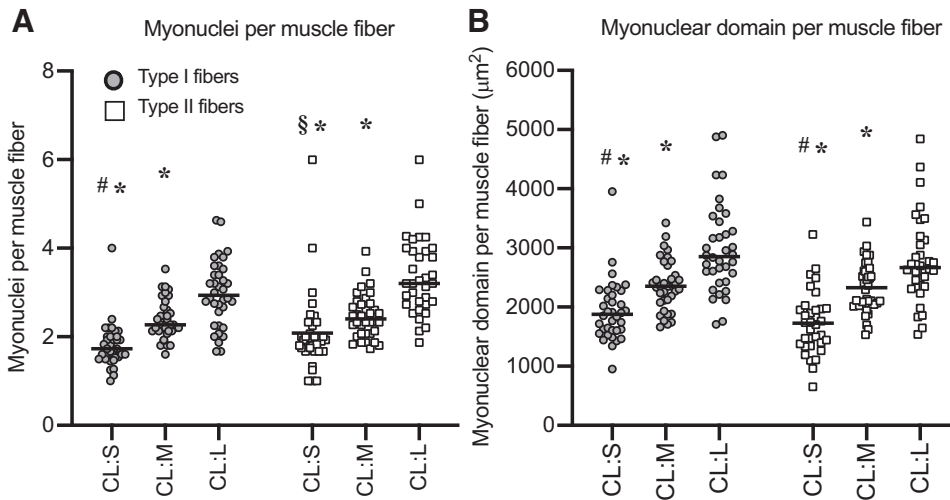 A
Myonuclei per muscle fiber
Myonuclei per muscle fiber
8
6
4
2
0
Type I fibers
Type II fibers
# *
*
§ *
*
CL:S
CL:M
CL:L
CL:S
CL:M
CL:L
B
Myonuclear domain per muscle fiber
Myonuclear domain per muscle fiber (µm²)
6000
5000
4000
3000
2000
1000
0
# *
*
# *
*
CL:S
CL:M
CL:L
CL:S
CL:M
CL:L